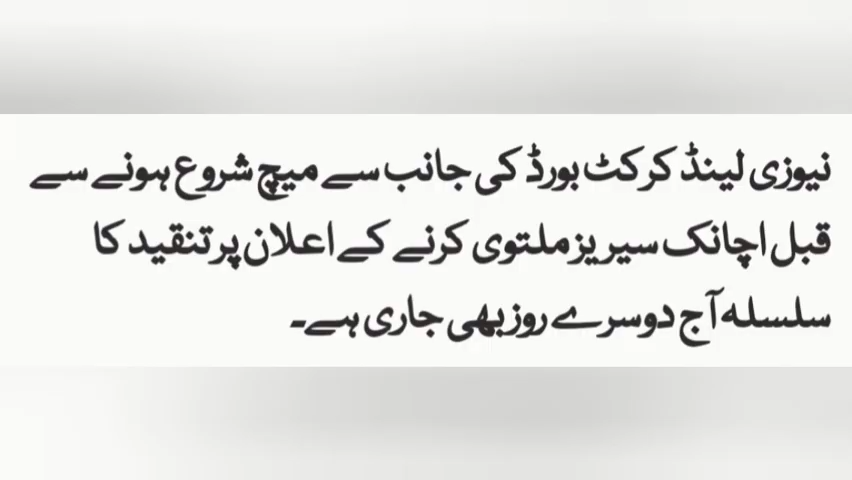 نیوزی لینڈ کرکٹ بورڈ کی جانب سے میچ شروع ہونے سے
قبل اچانک سیریز ملتوی کرنے کے اعلان پر تنقید کا
سلسلہ آج دوسرے روز بھی جاری ہے۔